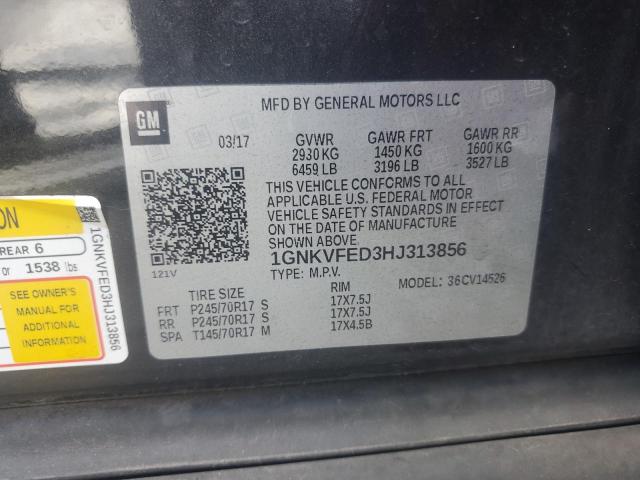 GM
MFD BY GENERAL MOTORS LLC
03/17
GVWR GAWR FRT GAWR RR
2930 KG 1450 KG 1600 KG
6459 LB 3196 LB 3527 LB
THIS VEHICLE CONFORMS TO ALL
APPLICABLE U.S. FEDERAL MOTOR
VEHICLE SAFETY STANDARDS IN EFFECT
ON THE DATE OF MANUFACTURE
SHOWN ABOVE
1GNKVFED3HJ313856
TYPE: M.P.V. MODEL: 36CV14526
121V
TIRE SIZE RIM
FRT P245/70R17 S 17X7.5J
RR P245/70R17 S 17X7.5J
SPA T145/70R17 M 17X4.5B
ON
REAR 6
or 1538 lbs
SEE OWNER'S
MANUAL FOR
ADDITIONAL
INFORMATION
1GNKVFED3HJ313856